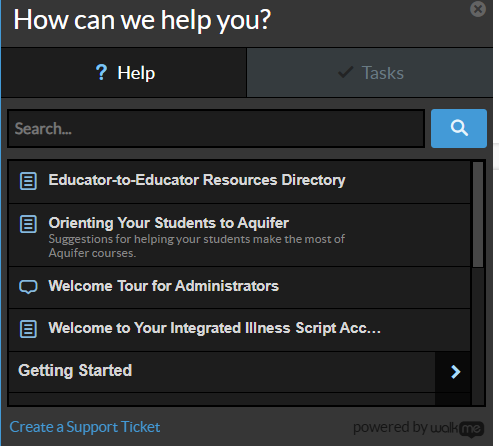 How can we help you?
? Help
Tasks
Search...
Educator-to-Educator Resources Directory
Orienting Your Students to Aquifer
Suggestions for helping your students make the most of
Aquifer courses.
Welcome Tour for Administrators
Welcome to Your Integrated Illness Script Acc...
Getting Started
Create a Support Ticket
powered by walkme